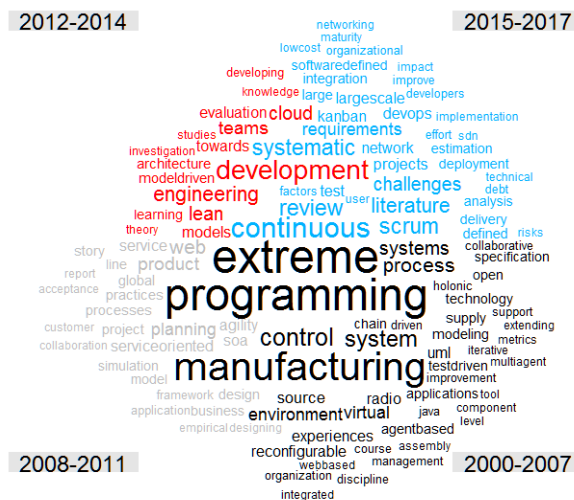 2012-2014 2015-2017
networking
maturity
lowcost organizational
softwaredefined impact
developing integration improve
knowledge large largescale developers
evaluation cloud kanban devops implementation
studies teams requirements effort sdn
investigation towards systematic network estimation
architecture development projects deployment
modeldriven challenges technical
engineering factors test user literature debt
learning lean review analysis
theory models continuous scrum delivery
defined risks
story service web extreme systems collaborative
report line product process specification
acceptance global programming holonic open
practices technology
processes support
customer project planning agility control chain driven supply extending
collaboration serviceoriented soa system modeling metrics
simulation manufacturing uml iterative multiagent
model testdriven
improvement
framework design source radio applications tool
application business environment virtual java component
empirical designing agentbased level
experiences
reconfigurable course assembly
webbased management
2008-2011 organization discipline 2000-2007
integrated